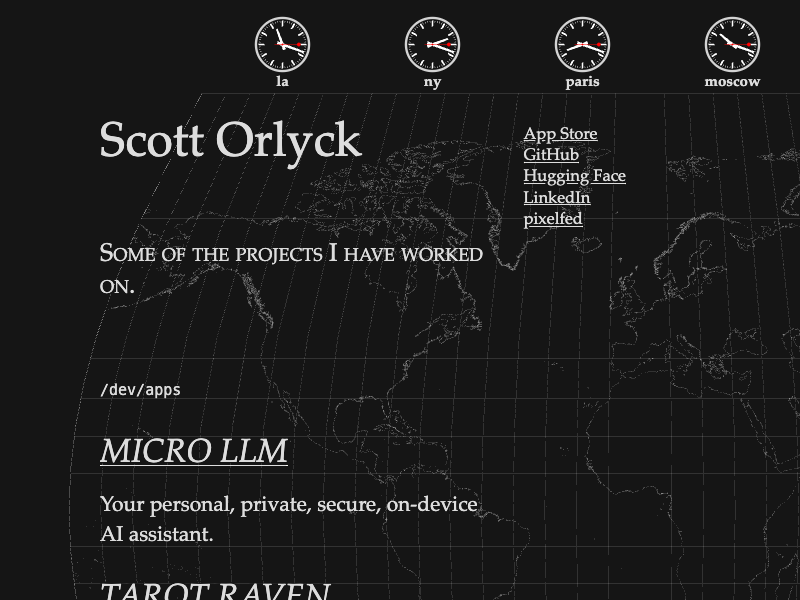 la
ny
paris
moscow
Scott Orlyck
App Store
GitHub
Hugging Face
LinkedIn
pixelfed
Some of the projects I have worked
on.
/dev/apps
MICRO LLM
Your personal, private, secure, on-device
AI assistant.
TAROT RAVEN